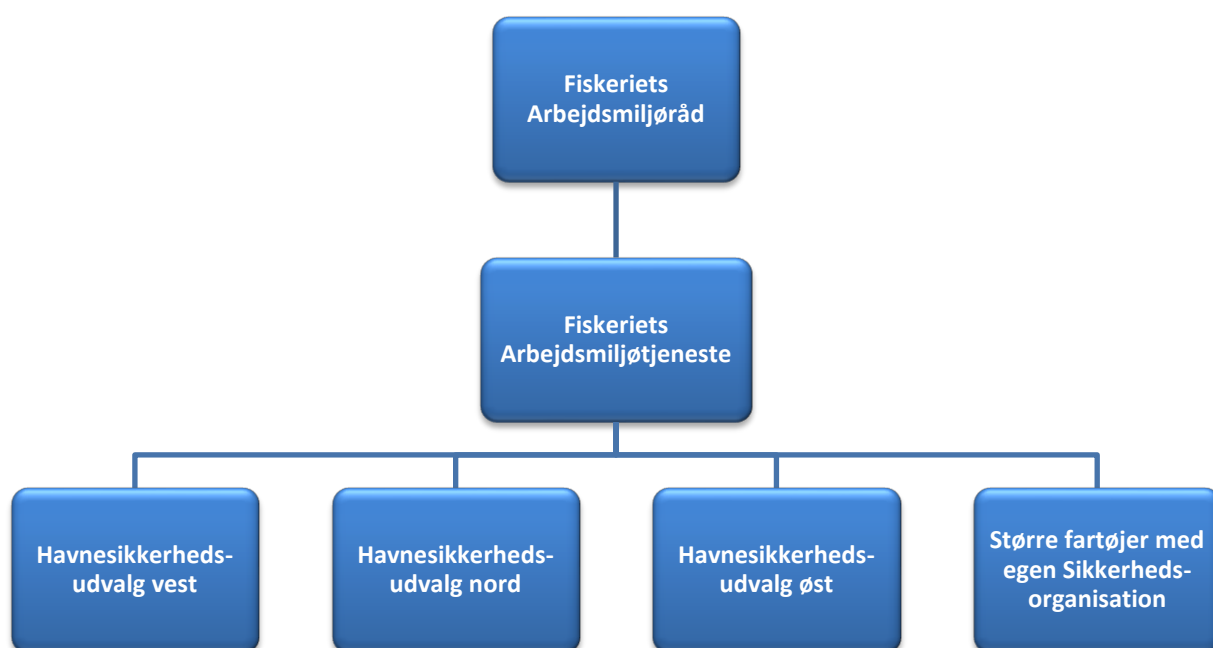 Fiskeriets
Arbejdsmiljøråd
Fiskeriets
Arbejdsmiljøtjeneste
Havnesikkerheds-
udvalg vest
Havnesikkerheds-
udvalg nord
Havnesikkerheds-
udvalg øst
Større fartøjer med
egen Sikkerheds-
organisation